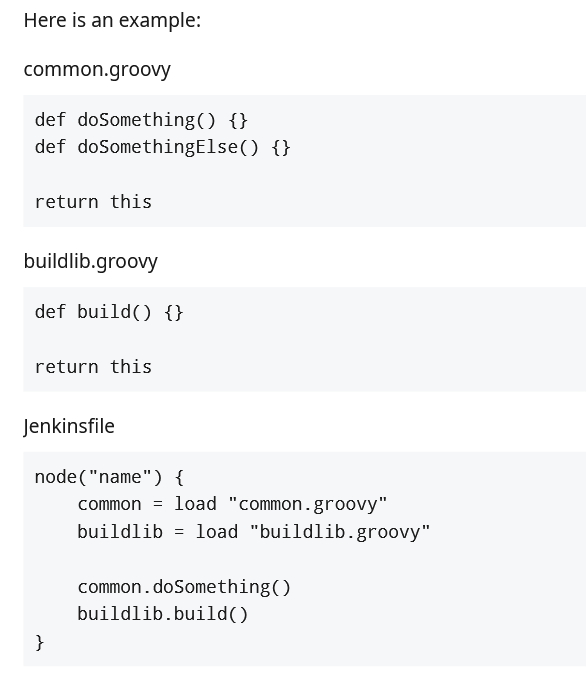 Here is an example:
common.groovy
def doSomething() {}
def doSomethingElse() {}
return this
buildlib.groovy
def build() {}
return this
Jenkinsfile
node("name") {
    common = load "common.groovy"
    buildlib = load "buildlib.groovy"
    common.doSomething()
    buildlib.build()
}